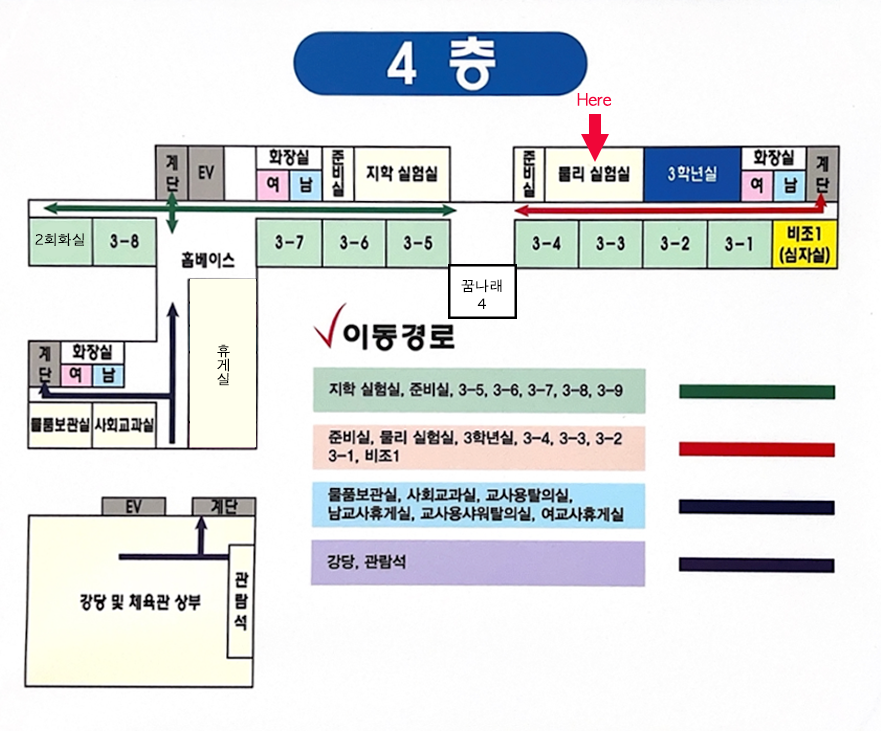 4 층
Here
계단
EV
화장실
여
남
준비실
지학 실험실
준비실
물리 실험실
3학년실
화장실
여
남
계단
2회화실
3-8
홈베이스
3-7
3-6
3-5
3-4
3-3
3-2
3-1
비조1
(심자실)
꿈나래
4
이동경로
휴게실
계단
화장실
여
남
물품보관실
사회교과실
지학 실험실, 준비실, 3-5, 3-6, 3-7, 3-8, 3-9
준비실, 물리 실험실, 3학년실, 3-4, 3-3, 3-2
3-1, 비조1
물품보관실, 사회교과실, 교사용탈의실,
남교사휴게실, 교사용샤워탈의실, 여교사휴게실
강당, 관람석
EV
계단
강당 및 체육관 상부
관람석